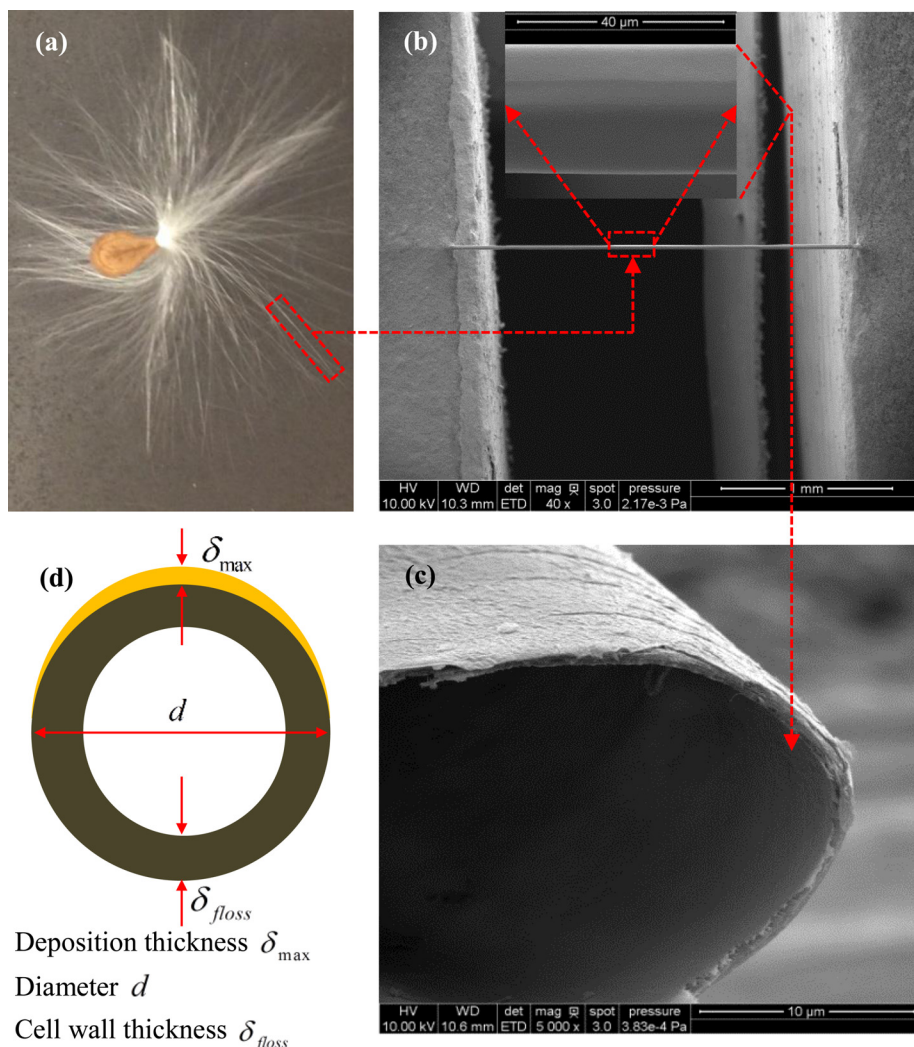 (a)
(b)
40 μm
HV WD det mag spot pressure
10.00 kV 10.3 mm ETD 40 x 3.0 2.17e-3 Pa
1 mm
(d)
δmax
d
δfloss
Deposition thickness δmax
Diameter d
Cell wall thickness δfloss
(c)
HV WD det mag spot pressure
10.00 kV 10.6 mm ETD 5 000 x 3.0 3.83e-4 Pa
10 μm